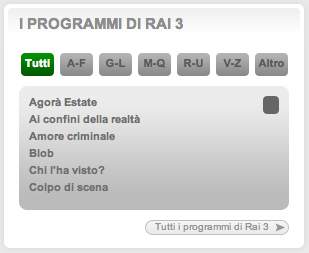 I PROGRAMMI DI RAI 3
Tutti A-F G-L M-Q R-U V-Z Altro
Agorà Estate
Ai confini della realtà
Amore criminale
Blob
Chi l'ha visto?
Colpo di scena
Tutti i programmi di Rai 3